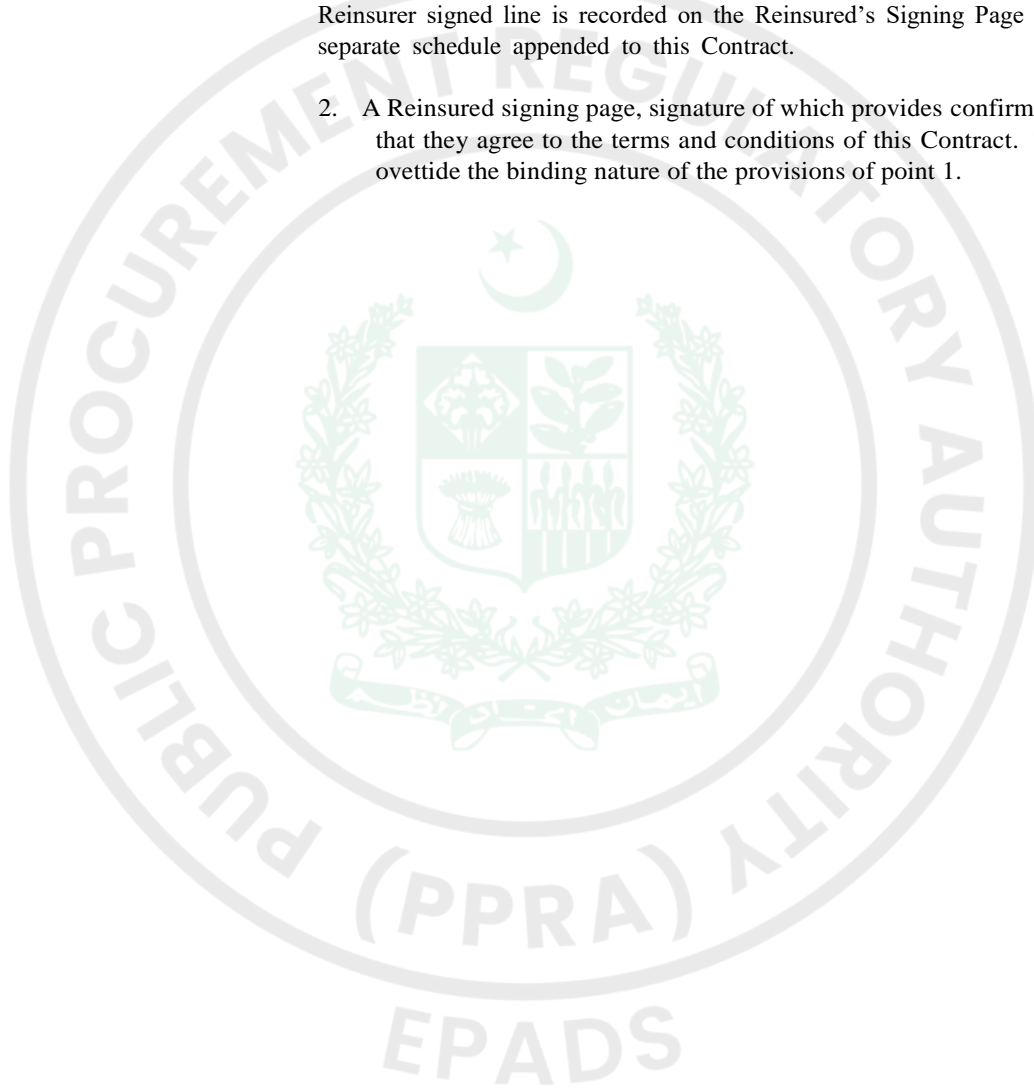 Reinsurer signed line is recorded on the Reinsured’s Signing Page
separate schedule appended to this Contract.
2. A Reinsured signing page, signature of which provides confirm
that they agree to the terms and conditions of this Contract.
ovettide the binding nature of the provisions of point 1.
PUBLIC PROCUREMENT REGULATORY AUTHORITY
(PPRA)
EPADS